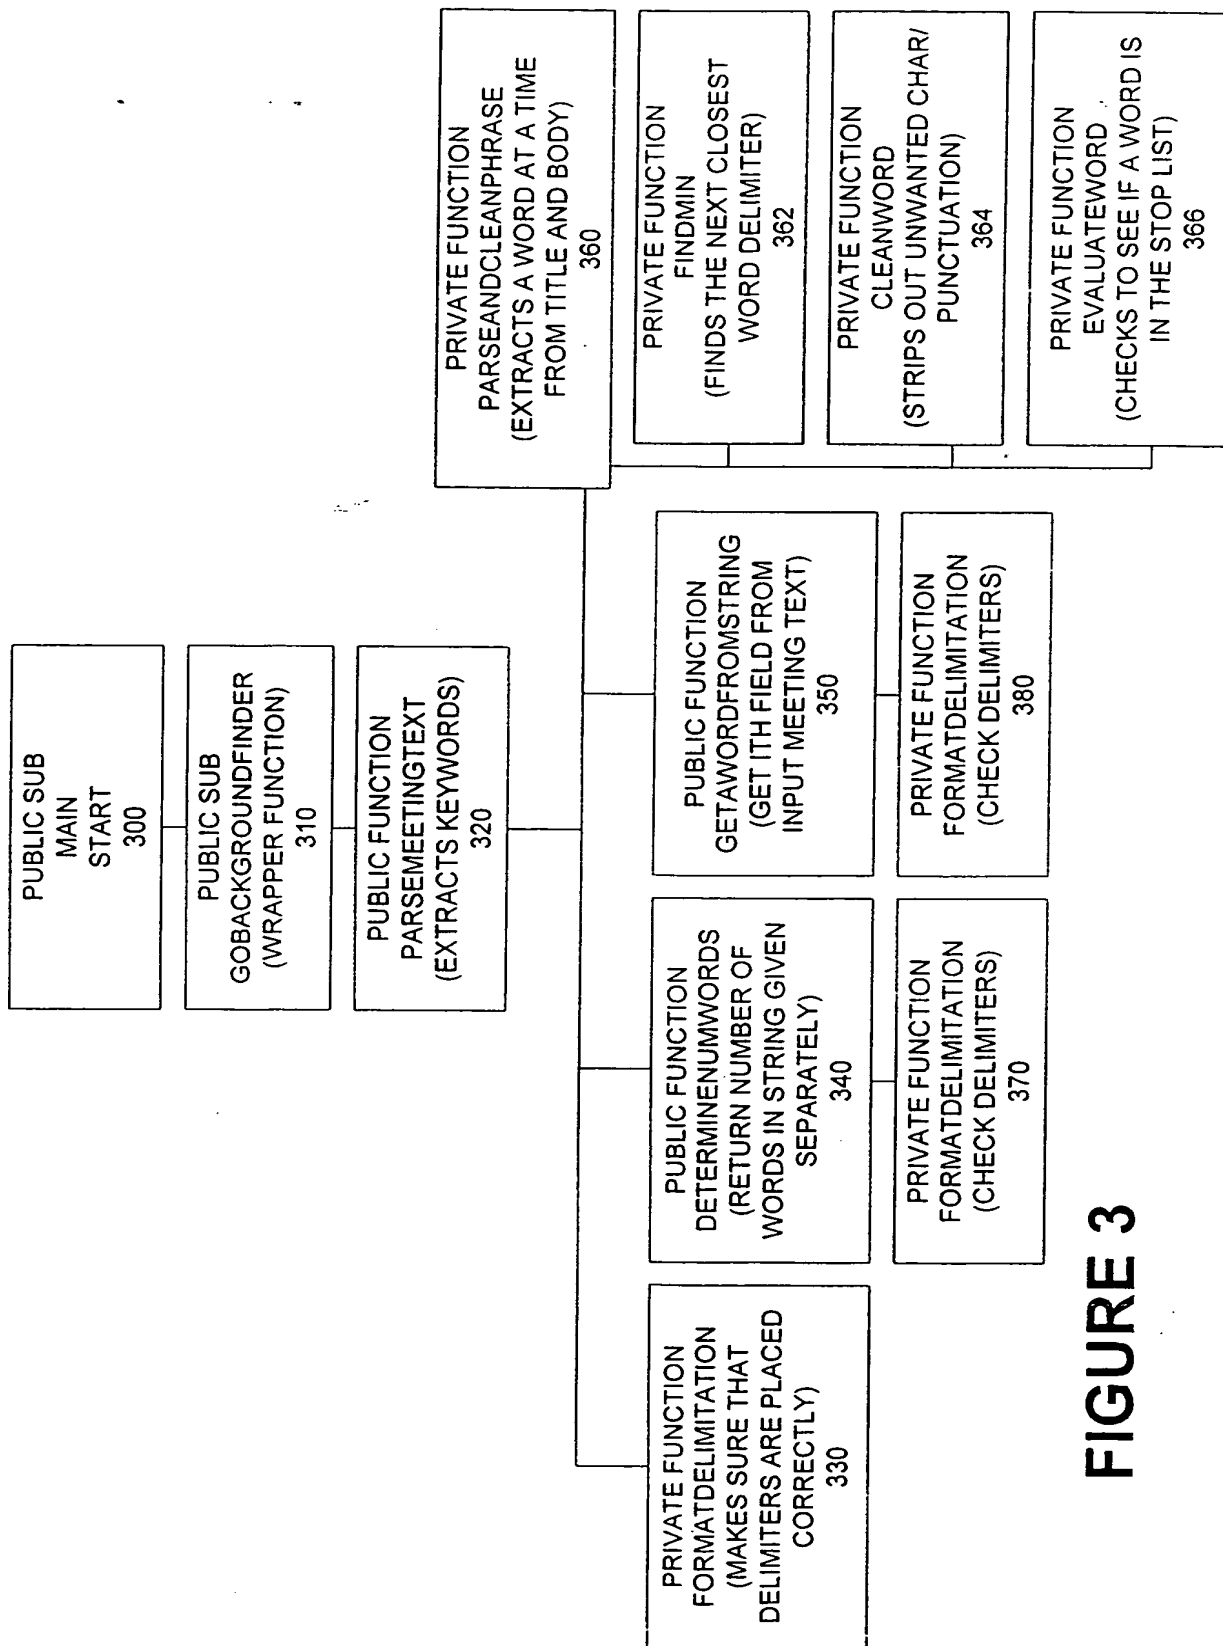 PUBLIC SUB
MAIN
START
300
PUBLIC SUB
GOBACKGROUNDFINDER
(WRAPPER FUNCTION)
310
PUBLIC FUNCTION
PARSEMEETINGTEXT
(EXTRACTS KEYWORDS)
320
PRIVATE FUNCTION
FORMATDELIMITATION
(MAKES SURE THAT
DELIMITERS ARE PLACED
CORRECTLY)
330
PUBLIC FUNCTION
DETERMINENUMWORDS
(RETURN NUMBER OF
WORDS IN STRING GIVEN
SEPARATELY)
340
PRIVATE FUNCTION
FORMATDELIMITATION
(CHECK DELIMITERS)
370
PUBLIC FUNCTION
GETAWORDFROMSTRING
(GET ITH FIELD FROM
INPUT MEETING TEXT)
350
PRIVATE FUNCTION
FORMATDELIMITATION
(CHECK DELIMITERS)
380
PRIVATE FUNCTION
PARSEANDCLEANPHRASE
(EXTRACTS A WORD AT A TIME
FROM TITLE AND BODY)
360
PRIVATE FUNCTION
FINDMIN
(FINDS THE NEXT CLOSEST
WORD DELIMITER)
362
PRIVATE FUNCTION
CLEANWORD
(STRIPS OUT UNWANTED CHAR/
PUNCTUATION)
364
PRIVATE FUNCTION
EVALUATEWORD
(CHECKS TO SEE IF A WORD IS
IN THE STOP LIST)
366
FIGURE 3